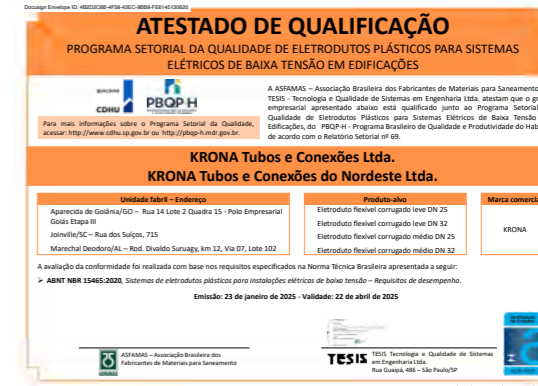 Docusign Envelope ID: 4B2D2C8B-4F58-43EC-9BB8-FEE145130620
ATESTADO DE QUALIFICAÇÃO
PROGRAMA SETORIAL DA QUALIDADE DE ELETRODUTOS PLÁSTICOS PARA SISTEMAS
ELÉTRICOS DE BAIXA TENSÃO EM EDIFICAÇÕES
QUALIHAB
CDHU
PBQP-H
Para mais informações sobre o Programa Setorial da Qualidade,
acessar: http://www.cdhu.sp.gov.br ou http://pbqp-h.mdr.gov.br.
A ASFAMAS – Associação Brasileira dos Fabricantes de Materiais para Saneamento
TESIS - Tecnologia e Qualidade de Sistemas em Engenharia Ltda. atestam que o gr
empresarial apresentado abaixo está qualificado junto ao Programa Setorial
Qualidade de Eletrodutos Plásticos para Sistemas Elétricos de Baixa Tensão
Edificações, do PBQP-H - Programa Brasileiro de Qualidade e Produtividade do Hab
de acordo com o Relatório Setorial nº 69.
KRONA Tubos e Conexões Ltda.
KRONA Tubos e Conexões do Nordeste Ltda.
Unidade fabril – Endereço
Aparecida de Goiânia/GO – Rua 14 Lote 2 Quadra 15 - Polo Empresarial
Goiás Etapa III
Joinville/SC – Rua dos Suíços, 715
Marechal Deodoro/AL – Rod. Divaldo Suruagy, km 12, Via 07, Lote 102
Produto-alvo
Eletroduto flexível corrugado leve DN 25
Eletroduto flexível corrugado leve DN 32
Eletroduto flexível corrugado médio DN 25
Eletroduto flexível corrugado médio DN 32
Marca comercia
KRONA
A avaliação da conformidade foi realizada com base nos requisitos especificados na Norma Técnica Brasileira apresentada a seguir:
➢ ABNT NBR 15465:2020, Sistemas de eletrodutos plásticos para instalações elétricas de baixa tensão – Requisitos de desempenho.
Emissão: 23 de janeiro de 2025 - Validade: 22 de abril de 2025
25
ASFAMAS – Associação Brasileira dos
Fabricantes de Materiais para Saneamento
TESIS
TESIS Tecnologia e Qualidade de Sistemas
em Engenharia Ltda.
Rua Guaipá, 486 – São Paulo/SP